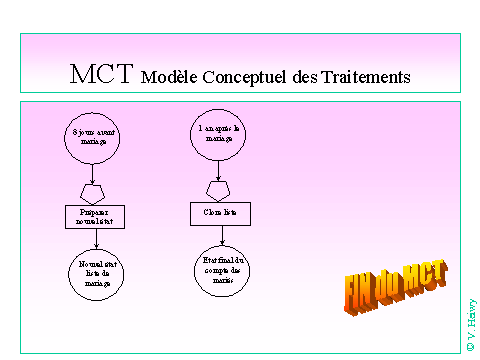 MCT Modèle Conceptuel des Traitements
8 jours avant
mariage
1 an après le
mariage
Préparer
nouvel état
Clore liste
Nouvel état
liste de
mariage
Etat final du
compte des
mariés
FIN du MCT
© V. Heiwy